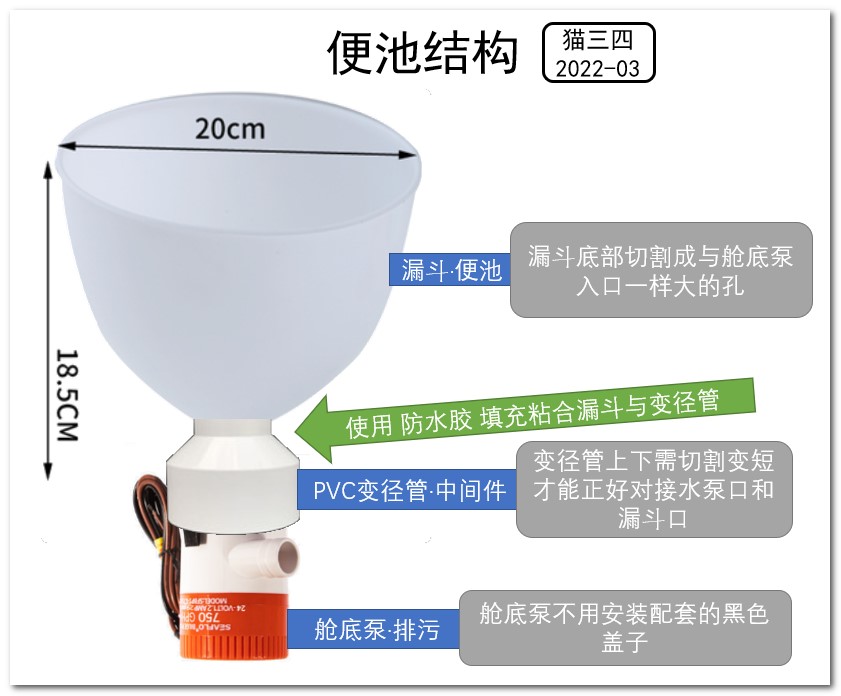 便池结构
猫三四
2022-03
20cm
18.5CM
漏斗·便池
漏斗底部切割成与舱底泵
入口一样大的孔
使用 防水胶 填充粘合漏斗与变径管
PVC变径管·中间件
变径管上下需切割变短
才能正好对接水泵口和
漏斗口
舱底泵·排污
舱底泵不用安装配套的黑色
盖子
750 GPH
SEAFLO